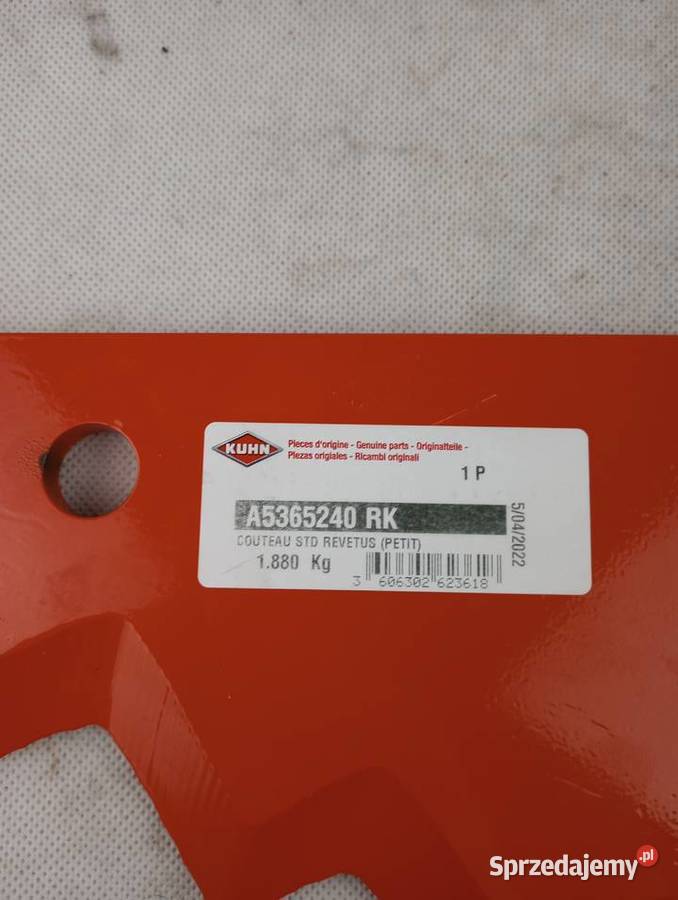 KUHN
Pieces d'origine - Genuine parts - Originalteile -
Piezas origiales - Ricambi originali
1 P
A5365240 RK
COUTEAU STD REVETUS (PETIT)
1.880 Kg
3 606302 623618
5/04/2022
Sprzedajemy.pl